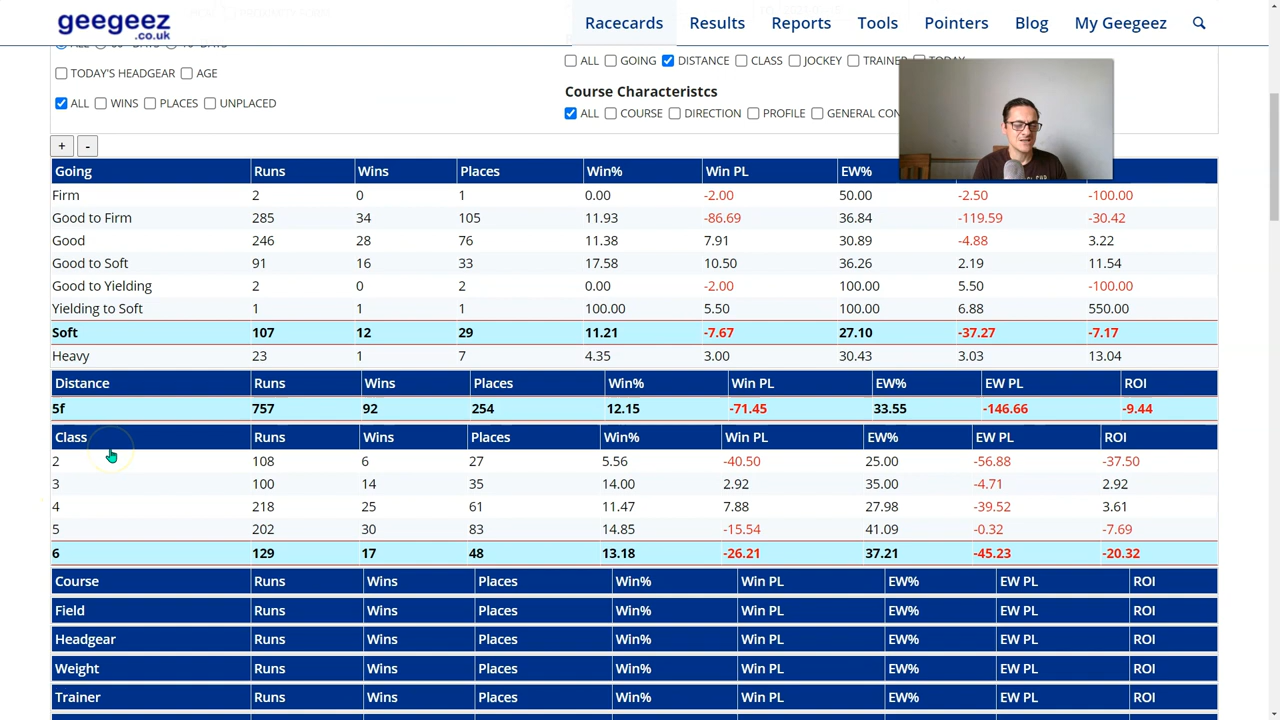 geegeez
.co.uk
Racecards Results Reports Tools Pointers Blog My Geegeez
TODAY'S HEADGEAR AGE
ALL WINS PLACES UNPLACED
ALL GOING DISTANCE CLASS JOCKEY TRAINER TODAY
Course Characteristcs
ALL COURSE DIRECTION PROFILE GENERAL CON
+ -
Going Runs Wins Places Win% Win PL EW%
Firm 2 0 1 0.00 -2.00 50.00 -2.50 -100.00
Good to Firm 285 34 105 11.93 -86.69 36.84 -119.59 -30.42
Good 246 28 76 11.38 7.91 30.89 -4.88 3.22
Good to Soft 91 16 33 17.58 10.50 36.26 2.19 11.54
Good to Yielding 2 0 2 0.00 -2.00 100.00 5.50 -100.00
Yielding to Soft 1 1 1 100.00 5.50 100.00 6.88 550.00
Soft 107 12 29 11.21 -7.67 27.10 -37.27 -7.17
Heavy 23 1 7 4.35 3.00 30.43 3.03 13.04
Distance Runs Wins Places Win% Win PL EW% EW PL ROI
5f 757 92 254 12.15 -71.45 33.55 -146.66 -9.44
Class Runs Wins Places Win% Win PL EW% EW PL ROI
2 108 6 27 5.56 -40.50 25.00 -56.88 -37.50
3 100 14 35 14.00 2.92 35.00 -4.71 2.92
4 218 25 61 11.47 7.88 27.98 -39.52 3.61
5 202 30 83 14.85 -15.54 41.09 -0.32 -7.69
6 129 17 48 13.18 -26.21 37.21 -45.23 -20.32
Course Runs Wins Places Win% Win PL EW% EW PL ROI
Field Runs Wins Places Win% Win PL EW% EW PL ROI
Headgear Runs Wins Places Win% Win PL EW% EW PL ROI
Weight Runs Wins Places Win% Win PL EW% EW PL ROI
Trainer Runs Wins Places Win% Win PL EW% EW PL ROI